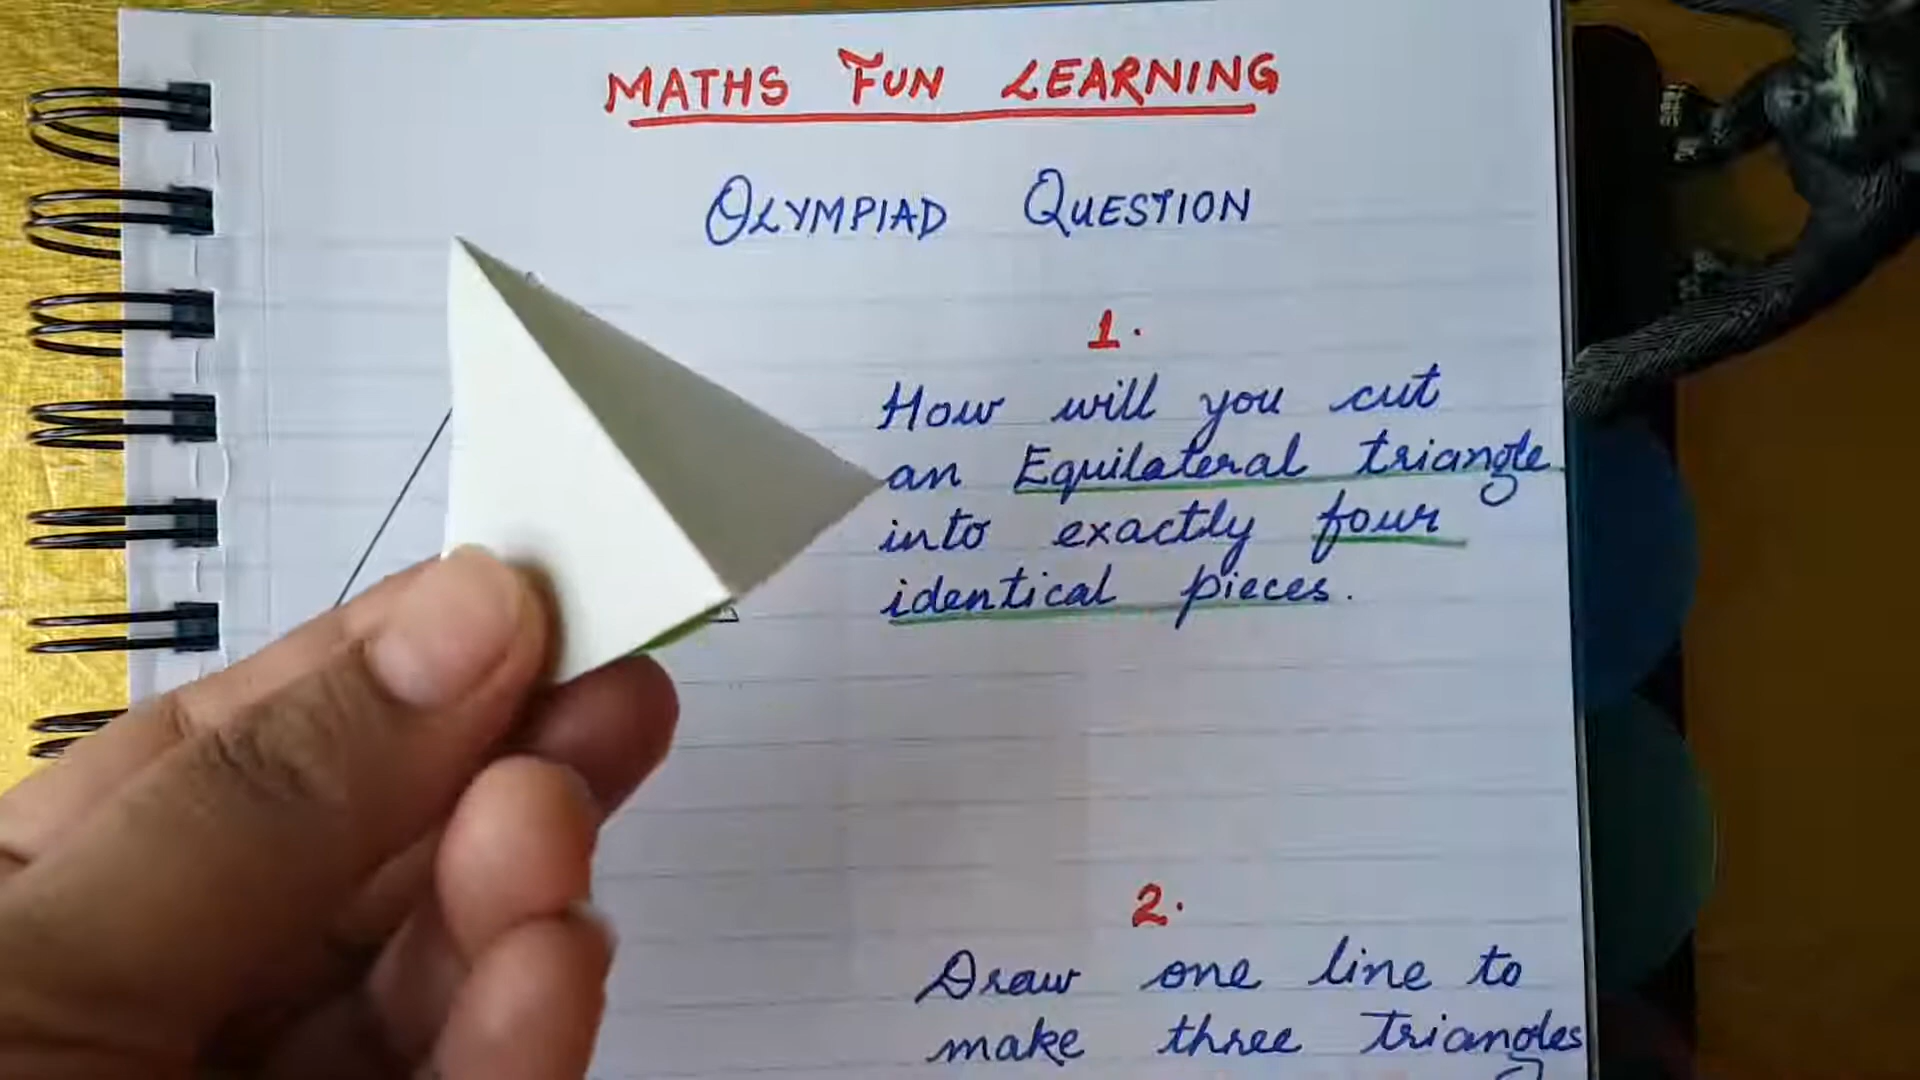 MATHS FUN LEARNING
OLYMPIAD QUESTION
1.
How will you cut
an Equilateral triangle
into exactly four
identical pieces.
2.
Draw one line to
make three triangles